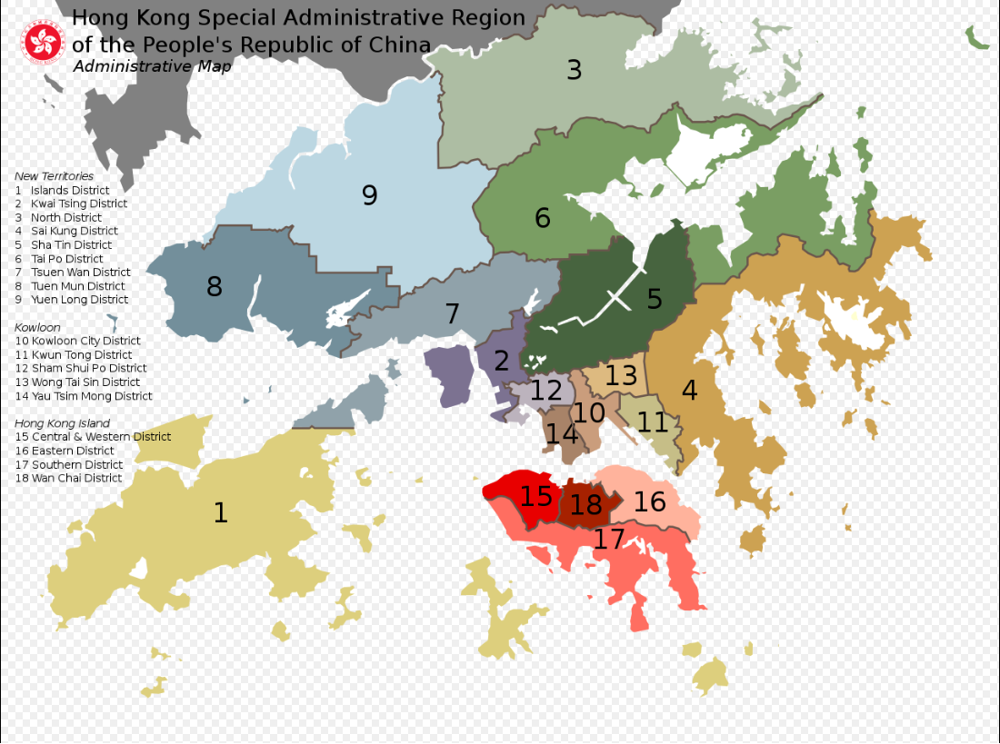 Hong Kong Special Administrative Region
of the People's Republic of China
Administrative Map
New Territories
1 Islands District
2 Kwai Tsing District
3 North District
4 Sai Kung District
5 Sha Tin District
6 Tai Po District
7 Tsuen Wan District
8 Tuen Mun District
9 Yuen Long District
Kowloon
10 Kowloon City District
11 Kwun Tong District
12 Sham Shui Po District
13 Wong Tai Sin District
14 Yau Tsim Mong District
Hong Kong Island
15 Central & Western District
16 Eastern District
17 Southern District
18 Wan Chai District
3
9
6
8
5
7
2
13
4
12
10
11
14
15
18
16
1
17